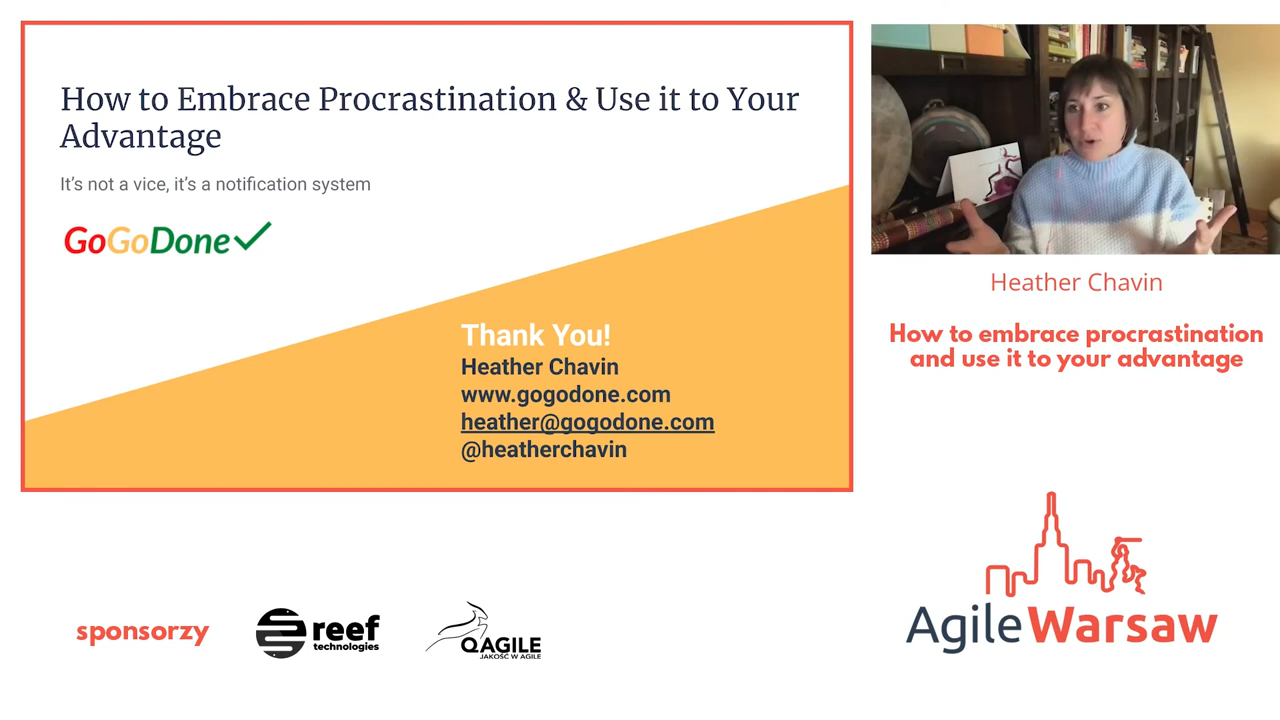 How to Embrace Procrastination & Use it to Your
Advantage
It's not a vice, it's a notification system
GoGoDone
Thank You!
Heather Chavin
www.gogodone.com
heather@gogodone.com
@heatherchavin
Heather Chavin
How to embrace procrastination
and use it to your advantage
sponsorzy
reef
technologies
QAGILE
JAKOŚĆ W AGILE
AgileWarsaw